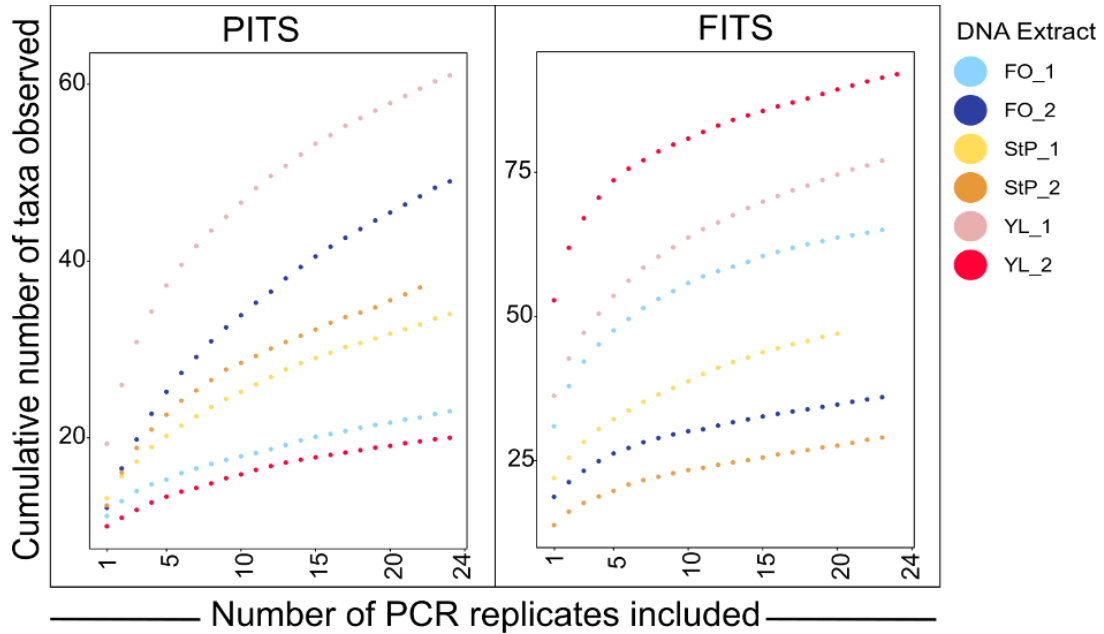 PITS
FITS
Cumulative number of taxa observed
60
40
20
1
5
10
15
20
24
75
50
25
1
5
10
15
20
24
Number of PCR replicates included
DNA Extract
FO_1
FO_2
StP_1
StP_2
YL_1
YL_2